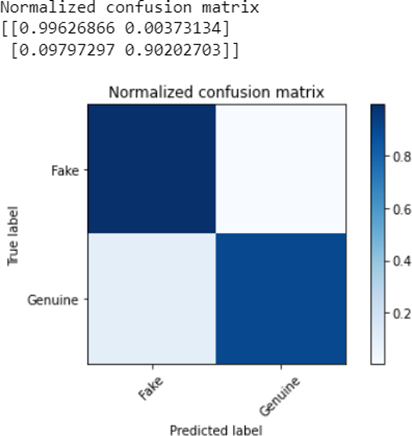 Normalized confusion matrix
[[0.99626866 0.00373134]
[0.09797297 0.90202703]]
Normalized confusion matrix
Fake
Genuine
True label
Fake
Genuine
Predicted label
0.8
0.6
0.4
0.2